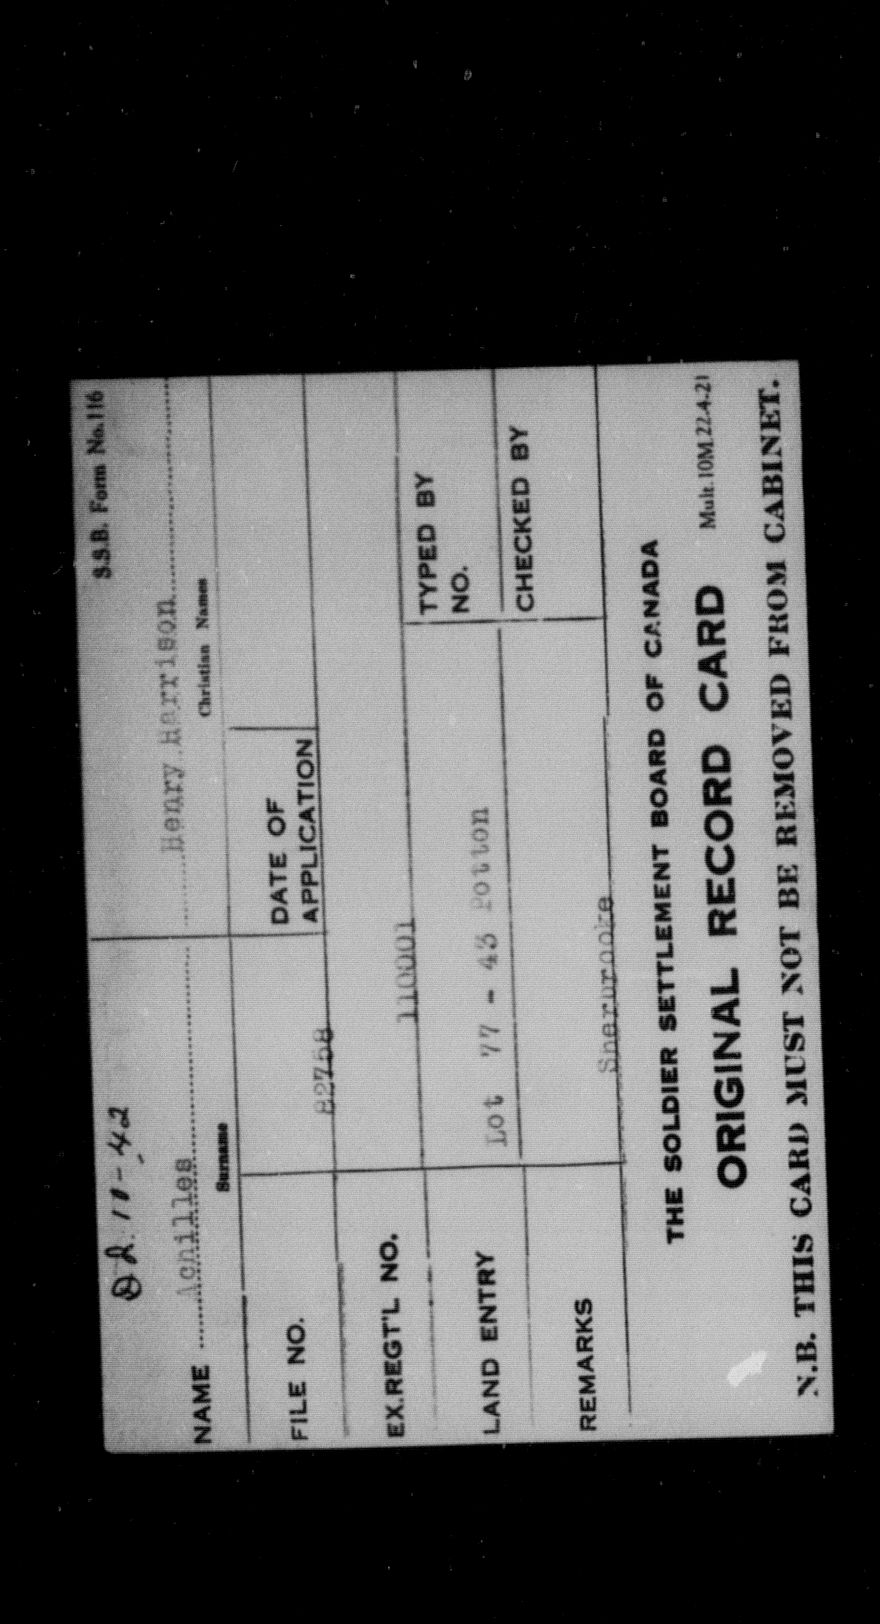 S.S.B. Form No. 116
D.R. 10-42
NAME Achilles Henry Harrison
Surname Christian Names
FILE NO. 82758 DATE OF APPLICATION
EX.REGT'L NO. 110001
TYPED BY NO.
LAND ENTRY Lot 77 - 43 Potton
CHECKED BY
REMARKS Sherbrooke
THE SOLDIER SETTLEMENT BOARD OF CANADA
ORIGINAL RECORD CARD Mult. 10M.22.4.21
N.B. THIS CARD MUST NOT BE REMOVED FROM CABINET.